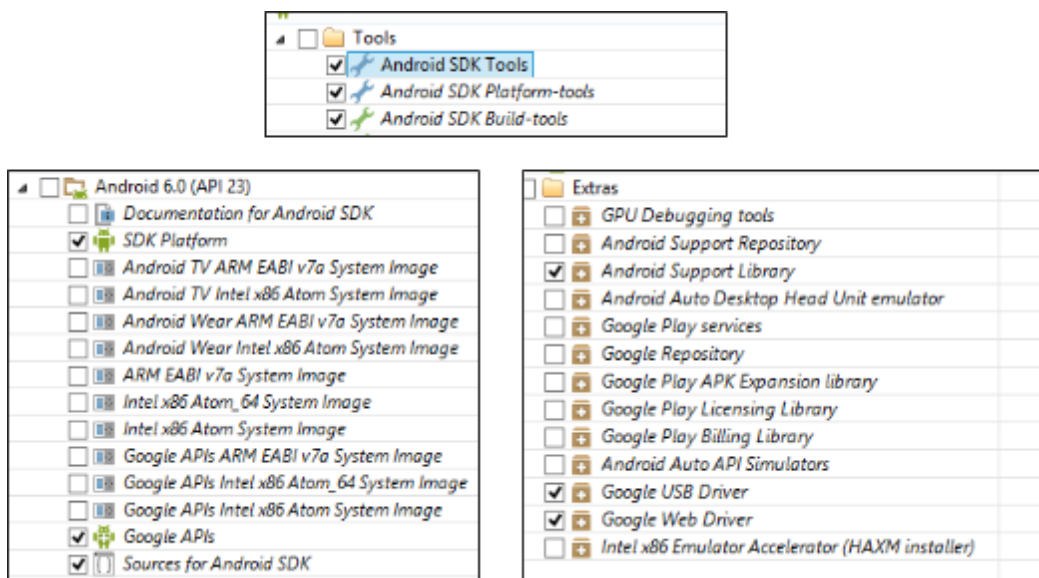 Tools
Android SDK Tools
Android SDK Platform-tools
Android SDK Build-tools
Android 6.0 (API 23)
Documentation for Android SDK
SDK Platform
Android TV ARM EABI v7a System Image
Android TV Intel x86 Atom System Image
Android Wear ARM EABI v7a System Image
Android Wear Intel x86 Atom System Image
ARM EABI v7a System Image
Intel x86 Atom_64 System Image
Intel x86 Atom System Image
Google APIs ARM EABI v7a System Image
Google APIs Intel x86 Atom_64 System Image
Google APIs Intel x86 Atom System Image
Google APIs
Sources for Android SDK
Extras
GPU Debugging tools
Android Support Repository
Android Support Library
Android Auto Desktop Head Unit emulator
Google Play services
Google Repository
Google Play APK Expansion library
Google Play Licensing Library
Google Play Billing Library
Android Auto API Simulators
Google USB Driver
Google Web Driver
Intel x86 Emulator Accelerator (HAXM installer)